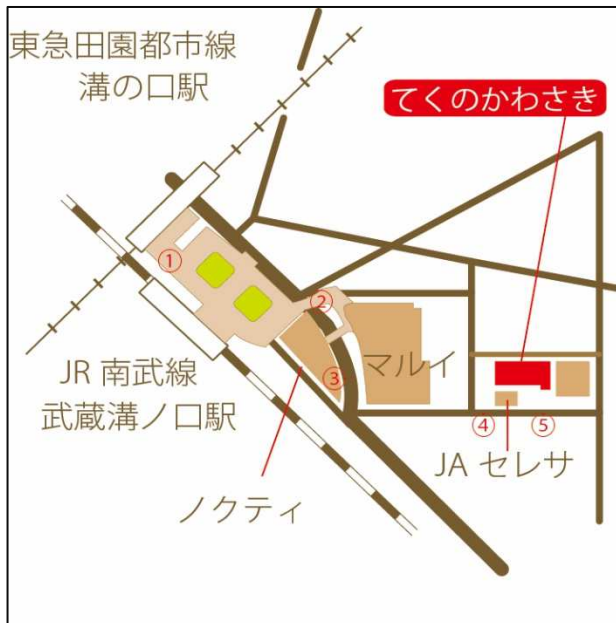 東急田園都市線
溝の口駅
てくのかわさき
①
②
マルイ
③
JR 南武線
武蔵溝ノ口駅
④
⑤
JA セレサ
ノクティ